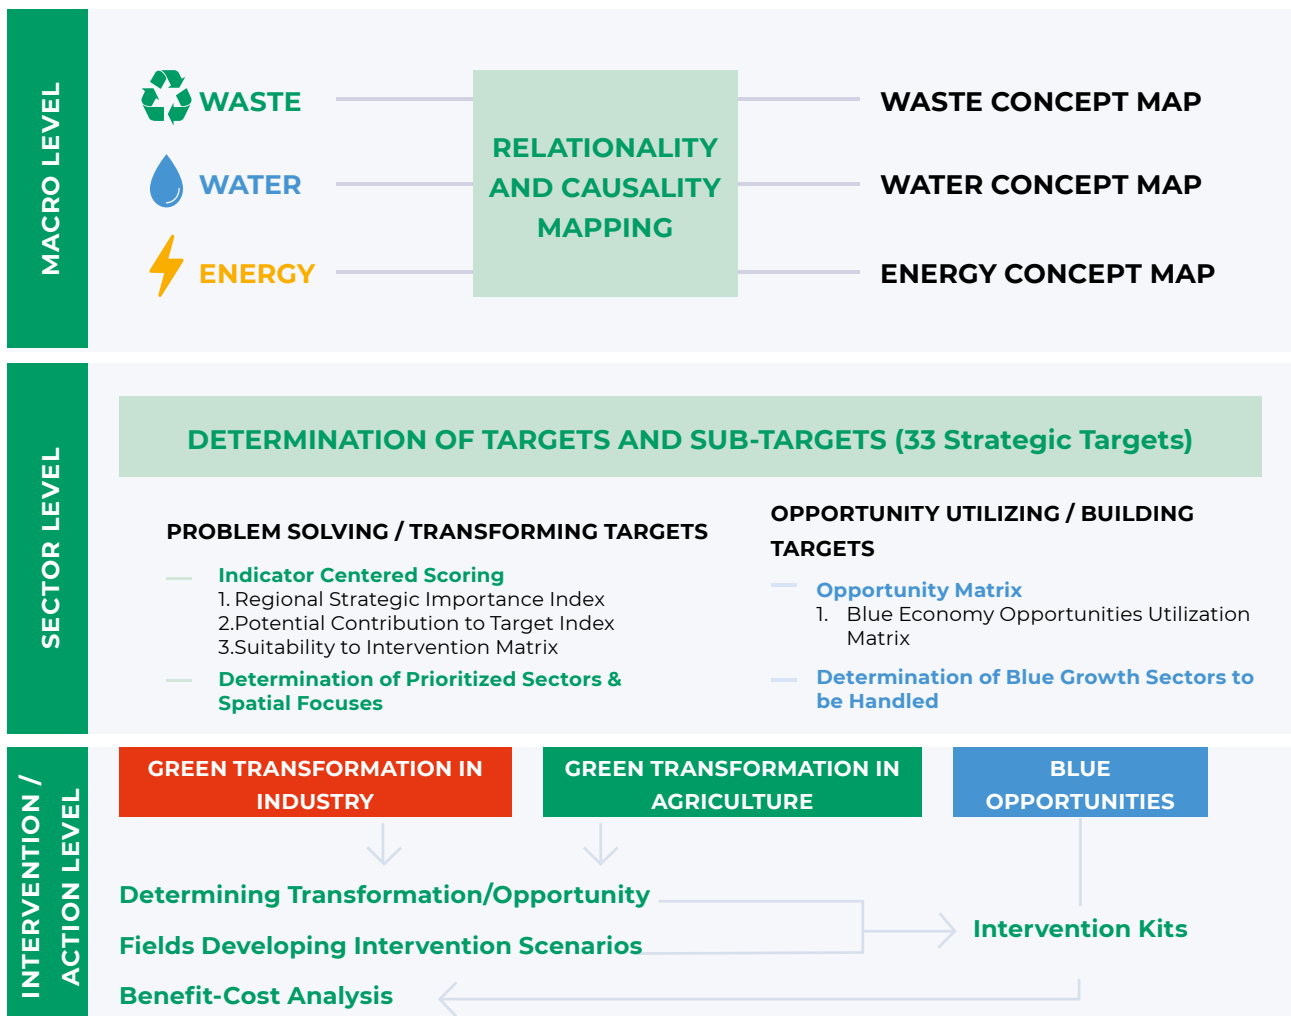 MACRO LEVEL
WASTE
WATER
ENERGY
RELATIONALITY
AND CAUSALITY
MAPPING
WASTE CONCEPT MAP
WATER CONCEPT MAP
ENERGY CONCEPT MAP
SECTOR LEVEL
DETERMINATION OF TARGETS AND SUB-TARGETS (33 Strategic Targets)
PROBLEM SOLVING / TRANSFORMING TARGETS
Indicator Centered Scoring
1. Regional Strategic Importance Index
2.Potential Contribution to Target Index
3.Suitability to Intervention Matrix
Determination of Prioritized Sectors &
Spatial Focuses
OPPORTUNITY UTILIZING / BUILDING
TARGETS
Opportunity Matrix
1. Blue Economy Opportunities Utilization
Matrix
Determination of Blue Growth Sectors to
be Handled
INTERVENTION /
ACTION LEVEL
GREEN TRANSFORMATION IN
INDUSTRY
GREEN TRANSFORMATION IN
AGRICULTURE
BLUE
OPPORTUNITIES
Determining Transformation/Opportunity
Fields Developing Intervention Scenarios
Benefit-Cost Analysis
Intervention Kits